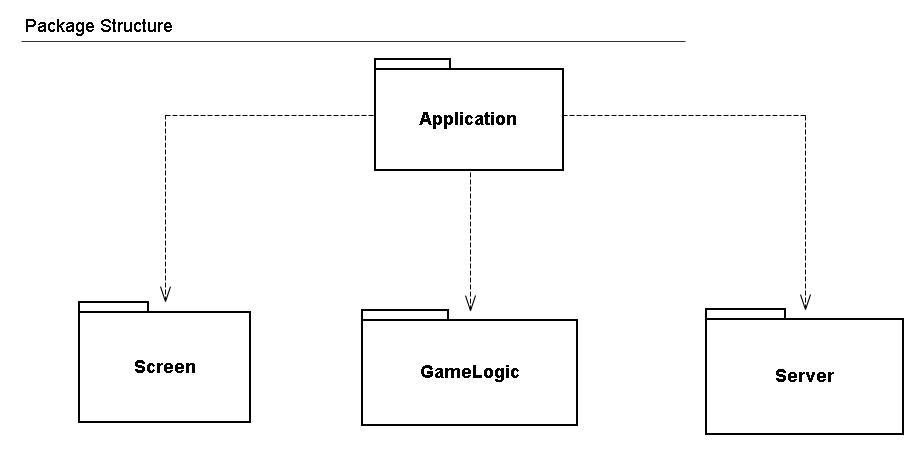 Package Structure
Application
Screen
GameLogic
Server